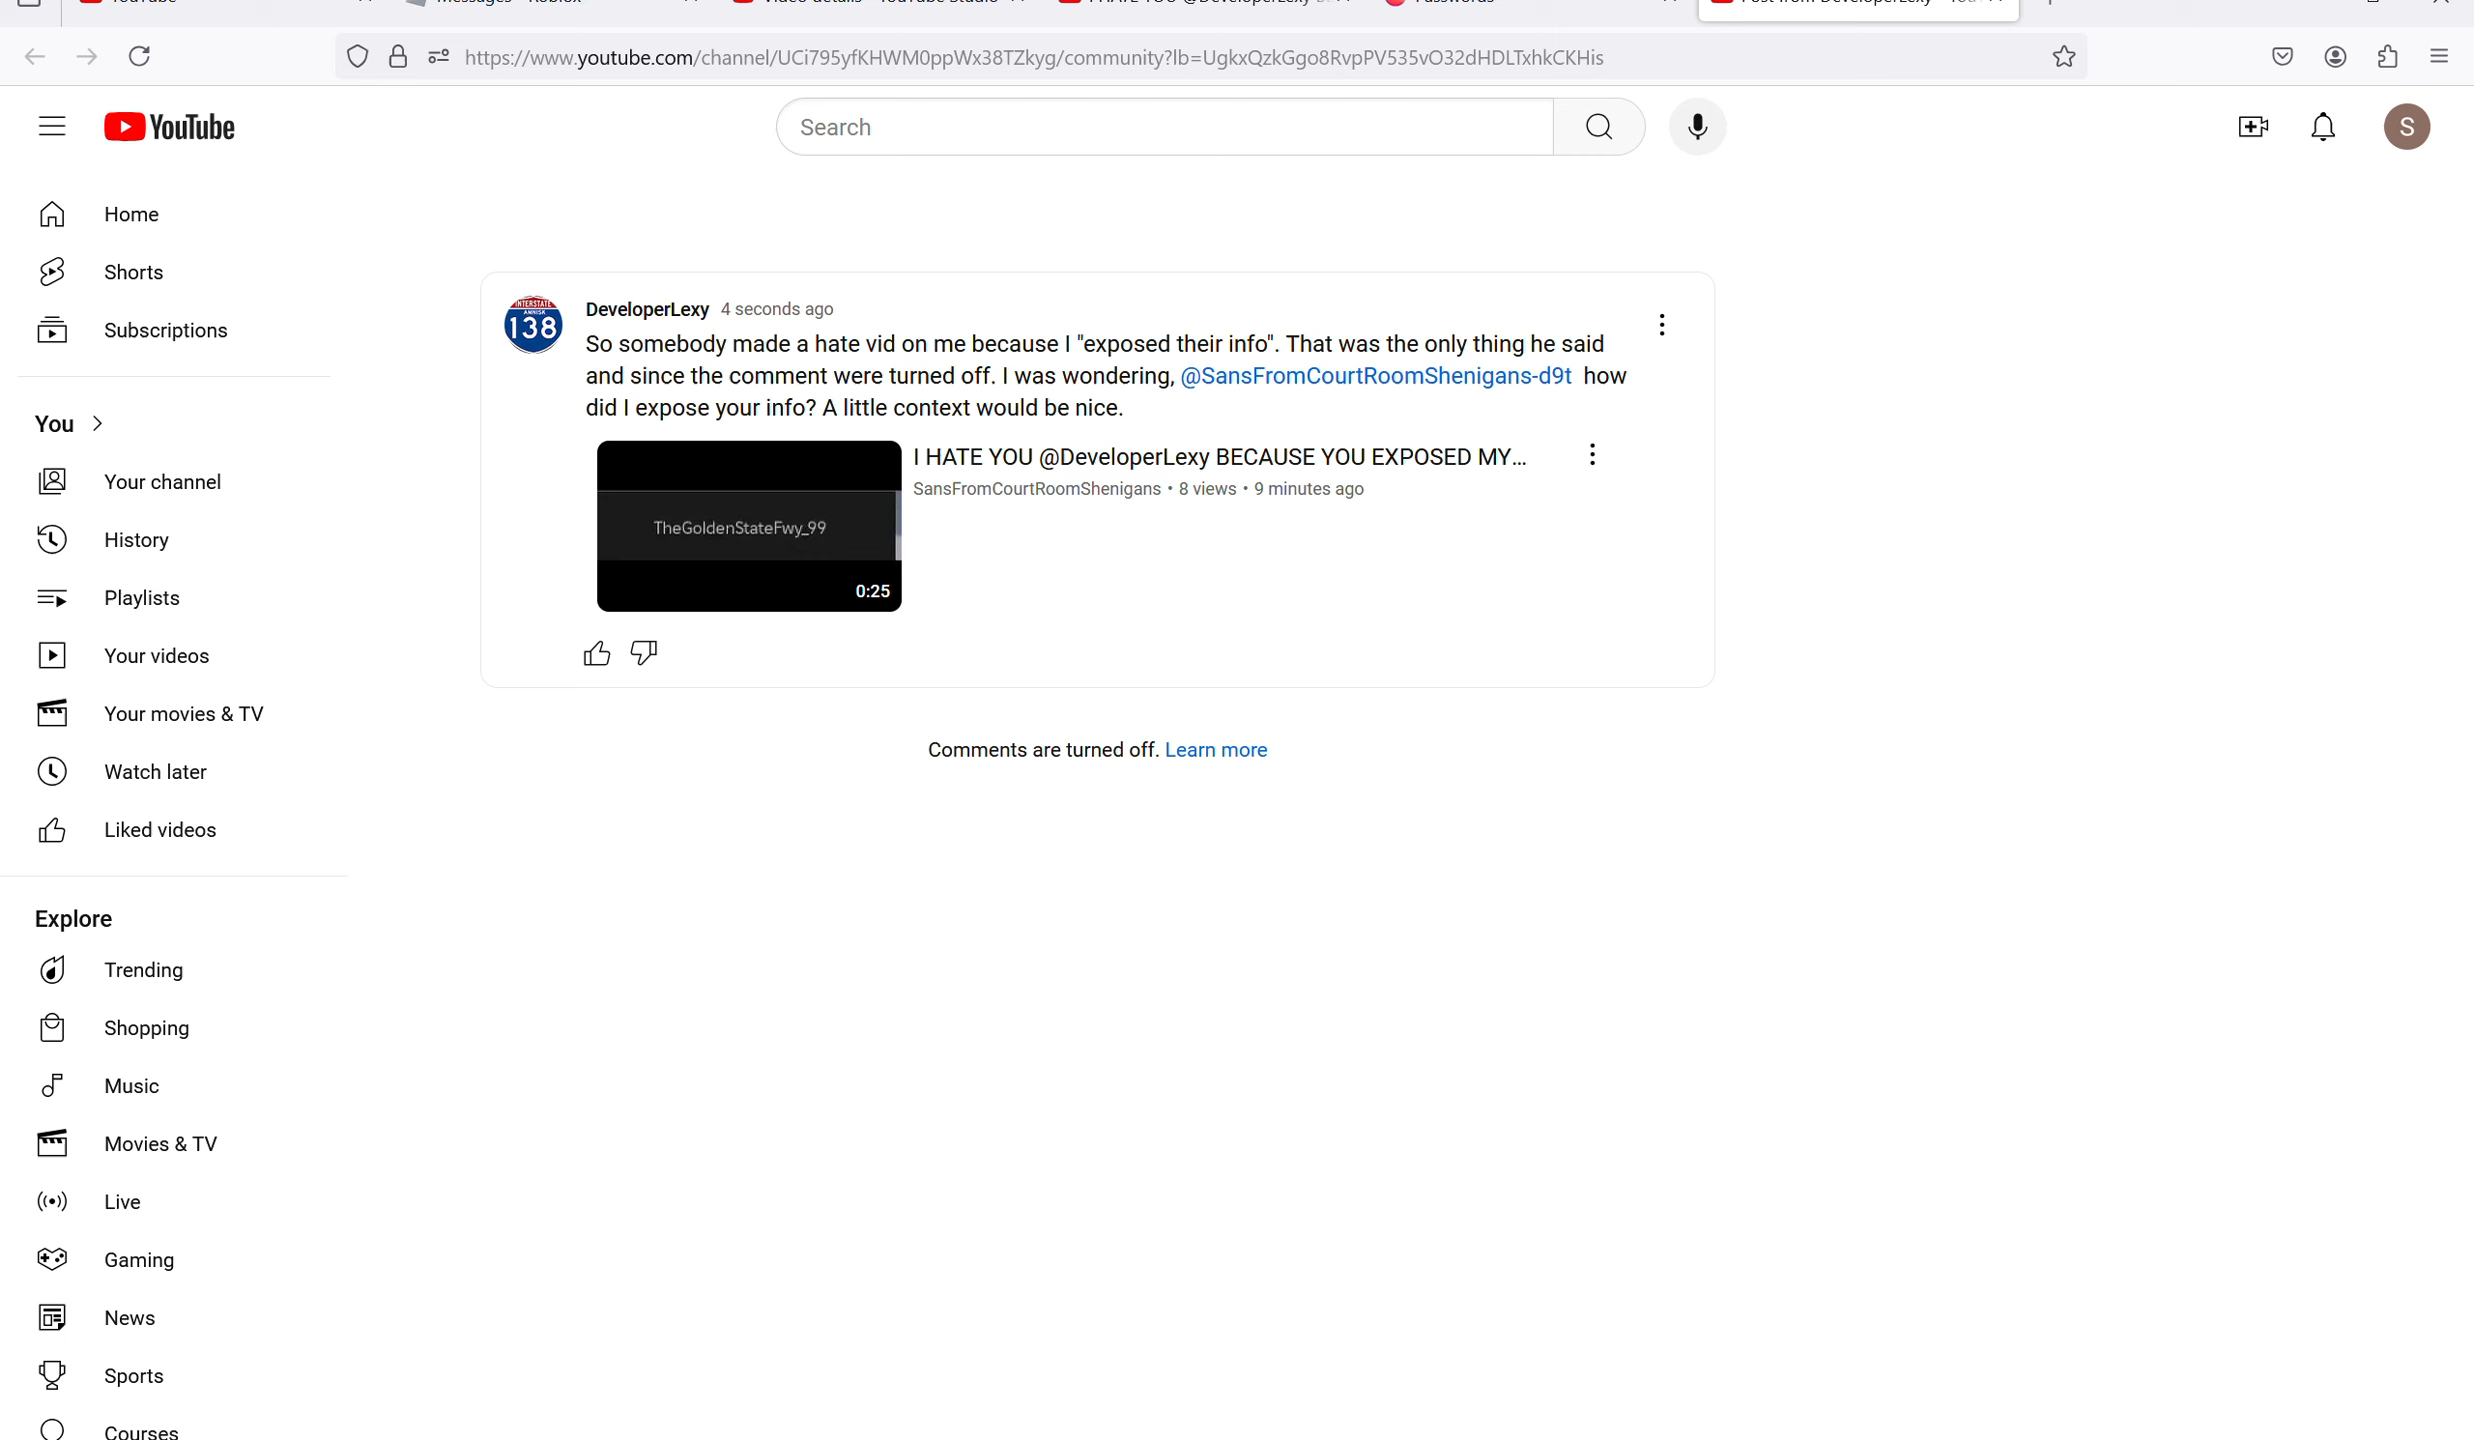 https://www.youtube.com/channel/UCi795yfKHWM0ppWx38TZkyg/community?lb=UgkxQzkGgo8RvpPV535vO32dHDLTxhkCKHis
YouTube
Search
S
Home
Shorts
Subscriptions
You
Your channel
History
Playlists
Your videos
Your movies & TV
Watch later
Liked videos
Explore
Trending
Shopping
Music
Movies & TV
Live
Gaming
News
Sports
Courses
INTERSTATE
138
DeveloperLexy 4 seconds ago
So somebody made a hate vid on me because I "exposed their info". That was the only thing he said
and since the comment were turned off. I was wondering, @SansFromCourtRoomShenigans-d9t how
did I expose your info? A little context would be nice.
TheGoldenStateFwy_99
0:25
I HATE YOU @DeveloperLexy BECAUSE YOU EXPOSED MY...
SansFromCourtRoomShenigans • 8 views • 9 minutes ago
Comments are turned off. Learn more